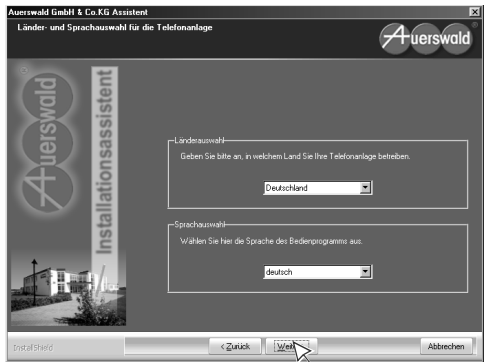 Auerswald GmbH & Co.KG Assistent
Länder- und Sprachauswahl für die Telefonanlage
Auerswald
Auerswald
Installationsassistent
Länderauswahl
Geben Sie bitte an, in welchem Land Sie Ihre Telefonanlage betreiben.
Deutschland
Sprachauswahl
Wählen Sie hier die Sprache des Bedienprogramms aus.
deutsch
InstallShield
< Zurück
Abbrechen